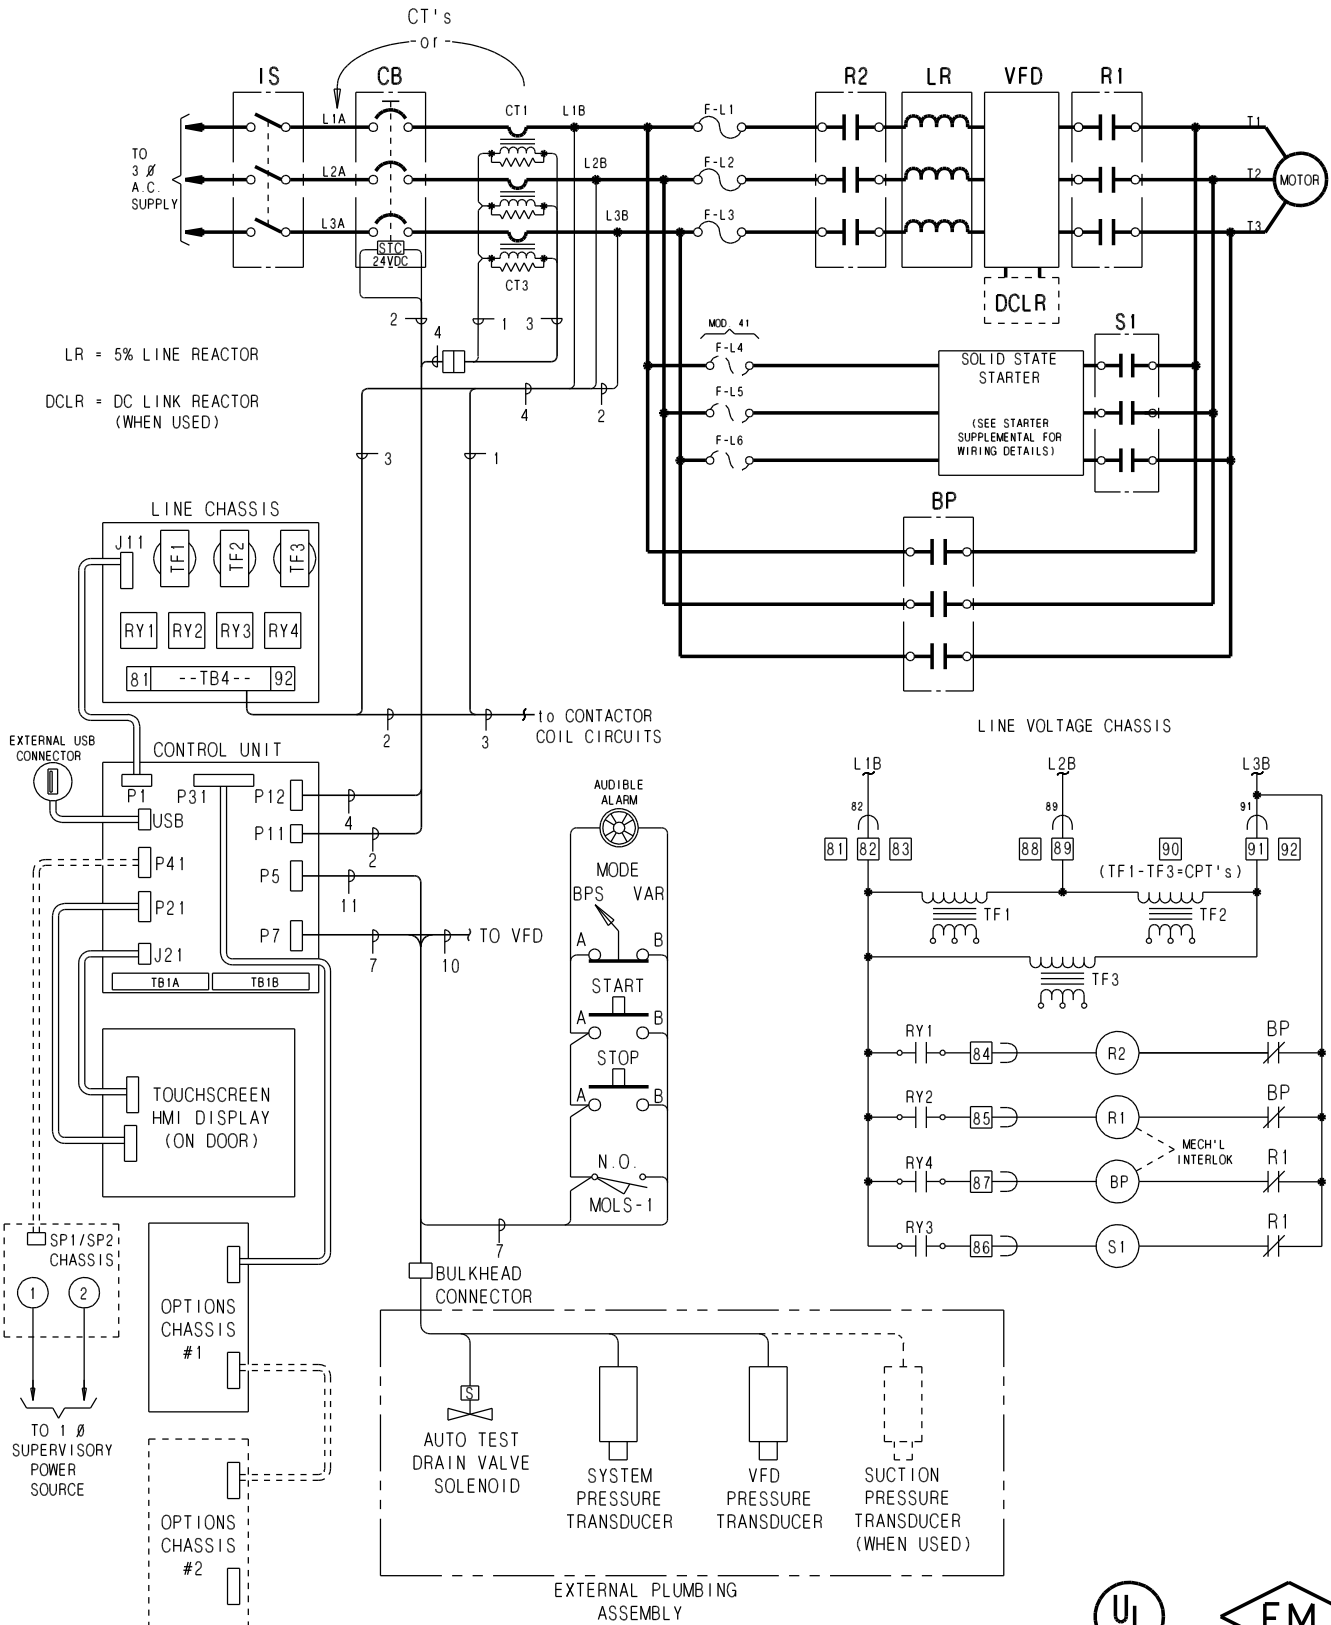 CT's
or
IS CB R2 LR VFD R1
L1A CT1 L1B F-L1 T1
TO
3 Ø
A.C.
SUPPLY
L2A L2B F-L2 T2 MOTOR
L3A L3B F-L3 T3
STC
24VDC
CT3
DCLR
2 4 1 3
MOD. 41
S1
LR = 5% LINE REACTOR
F-L4 SOLID STATE
STARTER
DCLR = DC LINK REACTOR
(WHEN USED)
4 2
F-L5
(SEE STARTER
SUPPLEMENTAL FOR
WIRING DETAILS)
F-L6
3 1
BP
LINE CHASSIS
J11 TF1 TF2 TF3
RY1 RY2 RY3 RY4
81 --TB4-- 92
2 3
to CONTACTOR
COIL CIRCUITS
EXTERNAL USB
CONNECTOR
CONTROL UNIT
P1 P31 P12
4
USB P11
2
P41 P5
11
P21
P7 TO VFD
7 10
J21
TB1A TB1B
TOUCHSCREEN
HMI DISPLAY
(ON DOOR)
SP1/SP2
CHASSIS
1 2
TO 1 Ø
SUPERVISORY
POWER
SOURCE
OPTIONS
CHASSIS
#1
OPTIONS
CHASSIS
#2
AUDIBLE
ALARM
MODE
BPS VAR
A B
START
A B
STOP
A B
N.O.
MOLS-1
7
BULKHEAD
CONNECTOR
S
AUTO TEST
DRAIN VALVE
SOLENOID
SYSTEM
PRESSURE
TRANSDUCER
VFD
PRESSURE
TRANSDUCER
SUCTION
PRESSURE
TRANSDUCER
(WHEN USED)
EXTERNAL PLUMBING
ASSEMBLY
LINE VOLTAGE CHASSIS
L1B L2B L3B
82 89 91
81 82 83 88 89 90 91 92
(TF1-TF3=CPT's)
TF1 TF2
TF3
RY1 84 R2 BP
RY2 85 R1 BP
MECH'L
INTERLOK
RY4 87 BP R1
RY3 86 S1 R1
UL FM